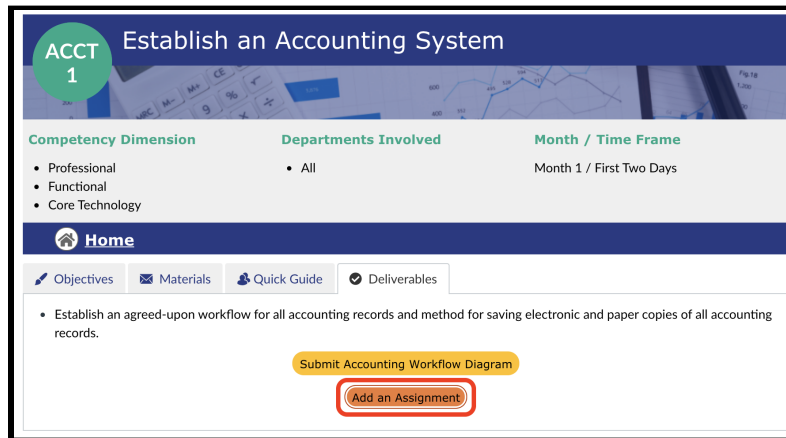 ACCT
1
Establish an Accounting System
Competency Dimension
Departments Involved
Month / Time Frame
• Professional
• Functional
• Core Technology
• All
Month 1 / First Two Days
Home
Objectives
Materials
Quick Guide
Deliverables
• Establish an agreed-upon workflow for all accounting records and method for saving electronic and paper copies of all accounting
records.
Submit Accounting Workflow Diagram
Add an Assignment